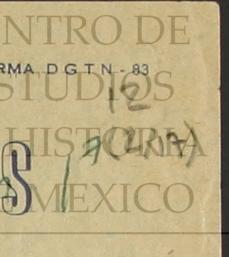 NTRO DE
RMA D G T N - 83
STUDIOS
12
HISTORIA
S
MEXICO